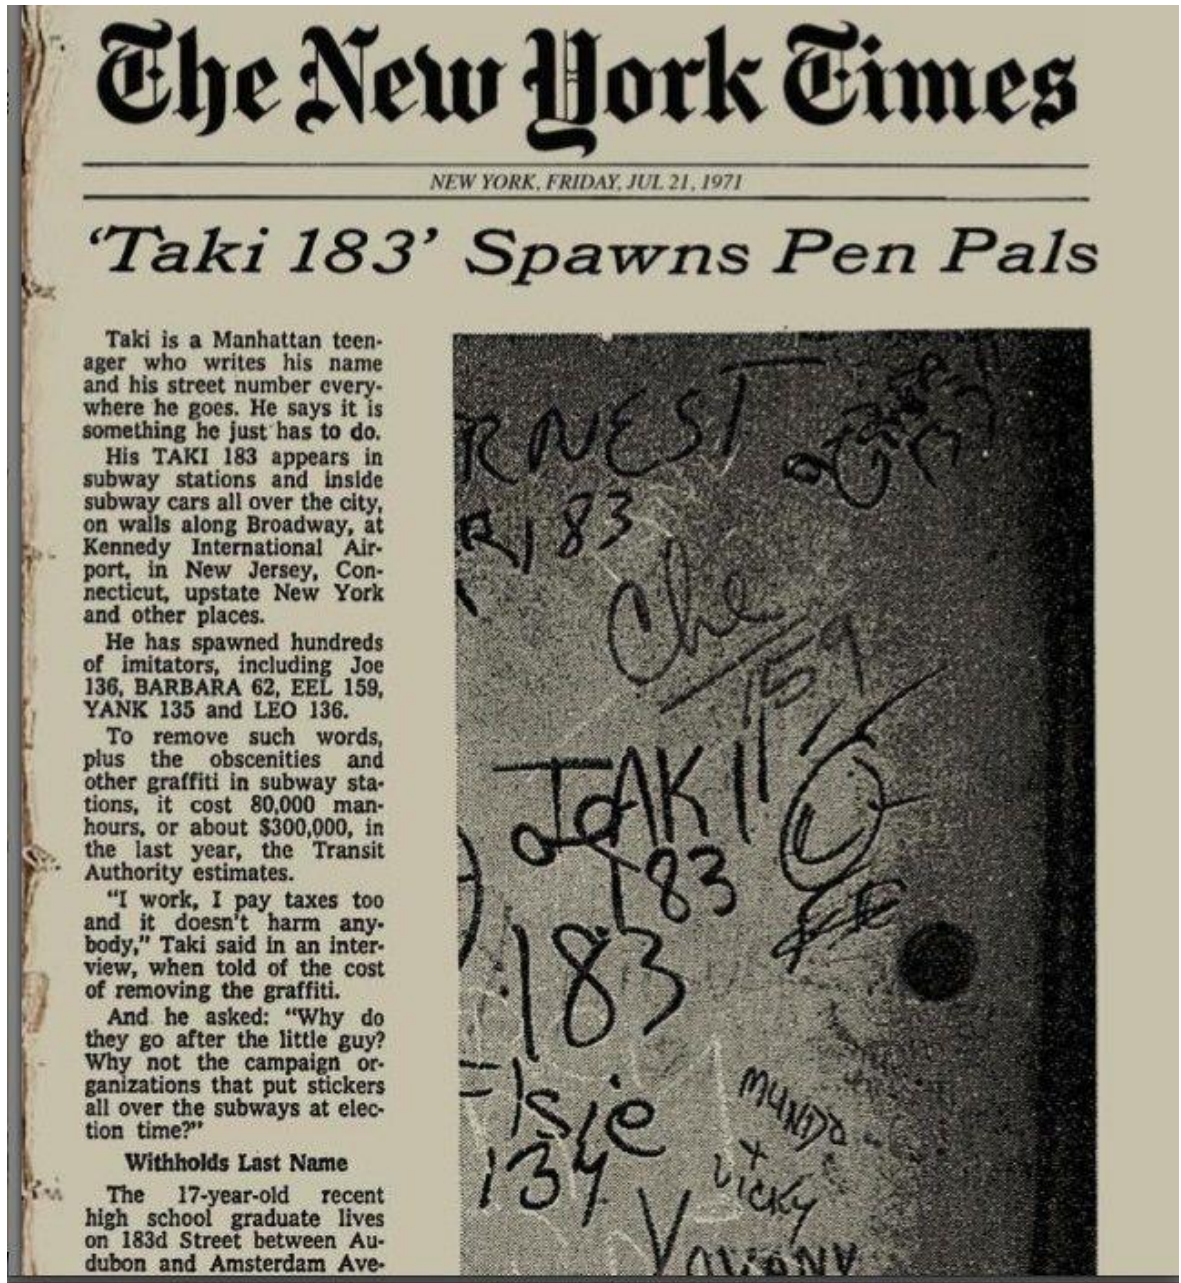 The New York Times
NEW YORK, FRIDAY, JUL 21, 1971
‘Taki 183’ Spawns Pen Pals
Taki is a Manhattan teen-
ager who writes his name
and his street number every-
where he goes. He says it is
something he just has to do.
His TAKI 183 appears in
subway stations and inside
subway cars all over the city,
on walls along Broadway, at
Kennedy International Air-
port, in New Jersey, Con-
necticut, upstate New York
and other places.
He has spawned hundreds
of imitators, including Joe
136, BARBARA 62, EEL 159,
YANK 135 and LEO 136.
To remove such words,
plus the obscenities and
other graffiti in subway sta-
tions, it cost 80,000 man-
hours, or about $300,000, in
the last year, the Transit
Authority estimates.
“I work, I pay taxes too
and it doesn't harm any-
body,” Taki said in an inter-
view, when told of the cost
of removing the graffiti.
And he asked: “Why do
they go after the little guy?
Why not the campaign or-
ganizations that put stickers
all over the subways at elec-
tion time?”
Withholds Last Name
The 17-year-old recent
high school graduate lives
on 183d Street between Au-
dubon and Amsterdam Ave-
RNEST
R 183
Che
157
TAKI
183
183
Elsie
137
MUNDO
+
VICKY